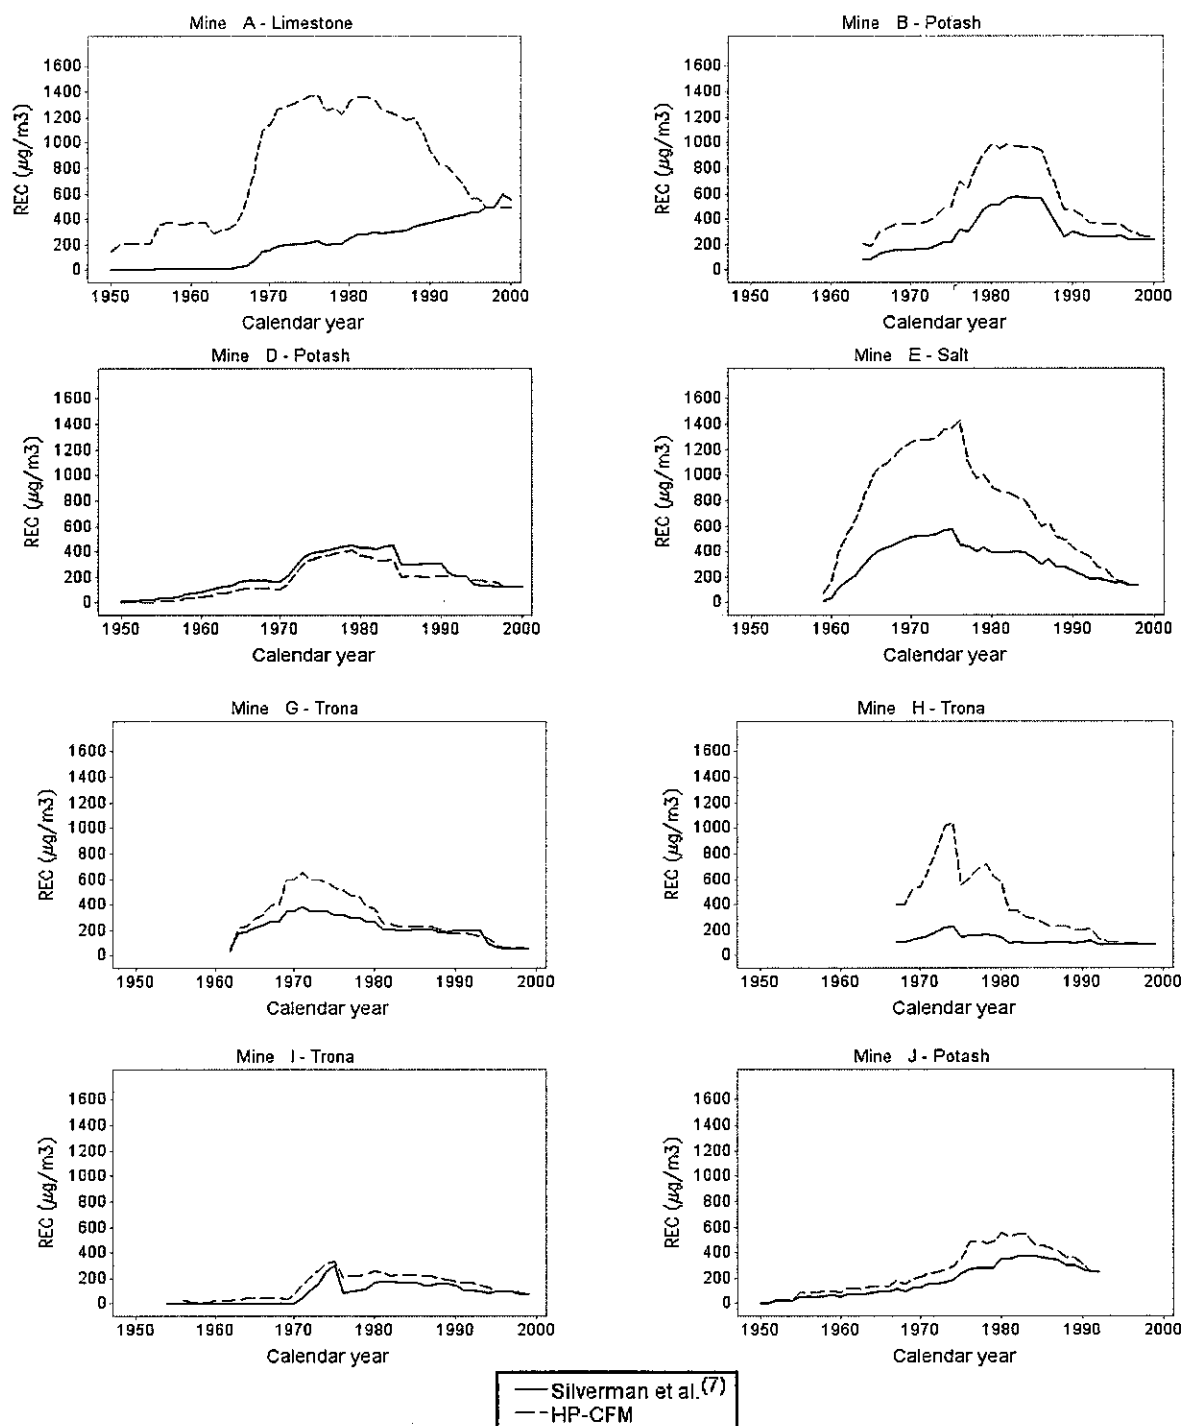 Mine A - Limestone
REC (µg/m3)
1600
1400
1200
1000
800
600
400
200
0
1950 1960 1970 1980 1990 2000
Calendar year
Mine B - Potash
REC (µg/m3)
1600
1400
1200
1000
800
600
400
200
0
1950 1960 1970 1980 1990 2000
Calendar year
Mine D - Potash
REC (µg/m3)
1600
1400
1200
1000
800
600
400
200
0
1950 1960 1970 1980 1990 2000
Calendar year
Mine E - Salt
REC (µg/m3)
1600
1400
1200
1000
800
600
400
200
0
1950 1960 1970 1980 1990 2000
Calendar year
Mine G - Trona
REC (µg/m3)
1600
1400
1200
1000
800
600
400
200
0
1950 1960 1970 1980 1990 2000
Calendar year
Mine H - Trona
REC (µg/m3)
1600
1400
1200
1000
800
600
400
200
0
1950 1960 1970 1980 1990 2000
Calendar year
Mine I - Trona
REC (µg/m3)
1600
1400
1200
1000
800
600
400
200
0
1950 1960 1970 1980 1990 2000
Calendar year
Mine J - Potash
REC (µg/m3)
1600
1400
1200
1000
800
600
400
200
0
1950 1960 1970 1980 1990 2000
Calendar year
Silverman et al.(7)
HP-CFM